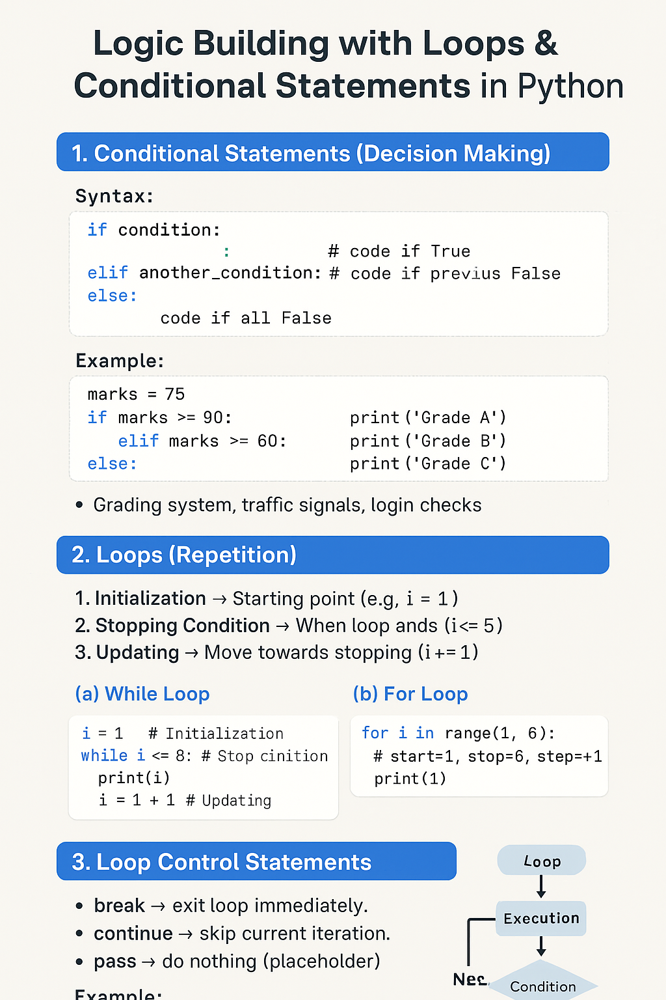 Logic Building with Loops &
Conditional Statements in Python
1. Conditional Statements (Decision Making)
Syntax:
if condition:
: # code if True
elif another_condition: # code if previus False
else:
code if all False
Example:
marks = 75
if marks >= 90: print('Grade A')
elif marks >= 60: print('Grade B')
else: print('Grade C')
• Grading system, traffic signals, login checks
2. Loops (Repetition)
1. Initialization → Starting point (e.g, i = 1)
2. Stopping Condition → When loop ands (i<= 5)
3. Updating → Move towards stopping (i += 1)
(a) While Loop
i = 1 # Initialization
while i <= 8: # Stop cinition
print(i)
i = 1 + 1 # Updating
(b) For Loop
for i in range(1, 6):
# start=1, stop=6, step=+1
print(1)
3. Loop Control Statements
• break → exit loop immediately.
• continue → skip current iteration.
• pass → do nothing (placeholder)
Example:
Loop
Execution
Condition